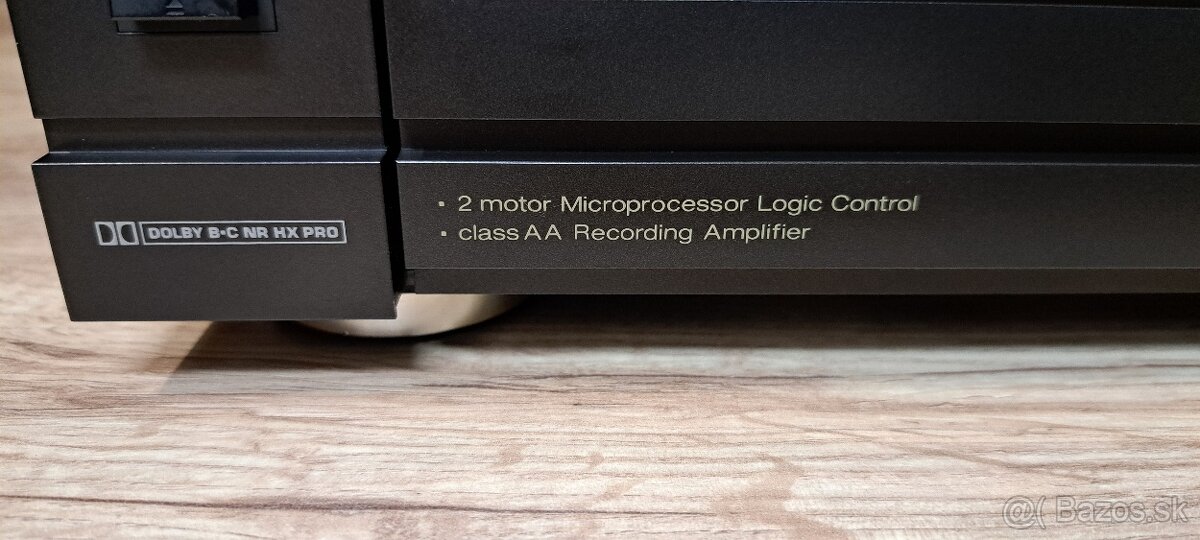 • 2 motor Microprocessor Logic Control
• class AA Recording Amplifier
DOLBY B•C NR HX PRO
@( Bazos.sk